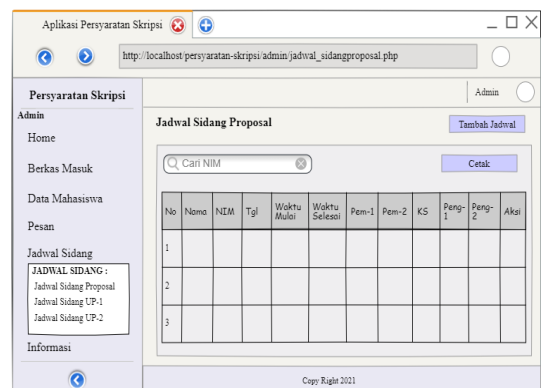 Aplikasi Persyaratan Skripsi
http://localhost/persyaratan-skripsi/admin/jadwal_sidangproposal.php
Persyaratan Skripsi
Admin
Admin
Home
Berkas Masuk
Data Mahasiswa
Pesan
Jadwal Sidang
JADWAL SIDANG :
Jadwal Sidang Proposal
Jadwal Sidang UP-1
Jadwal Sidang UP-2
Informasi
Jadwal Sidang Proposal
Tambah Jadwal
Cari NIM
Cetak
No Nama NIM Tgl Waktu Mulai Waktu Selesai Pem-1 Pem-2 KS Peng-1 Peng-2 Aksi
1
2
3
Copy Right 2021